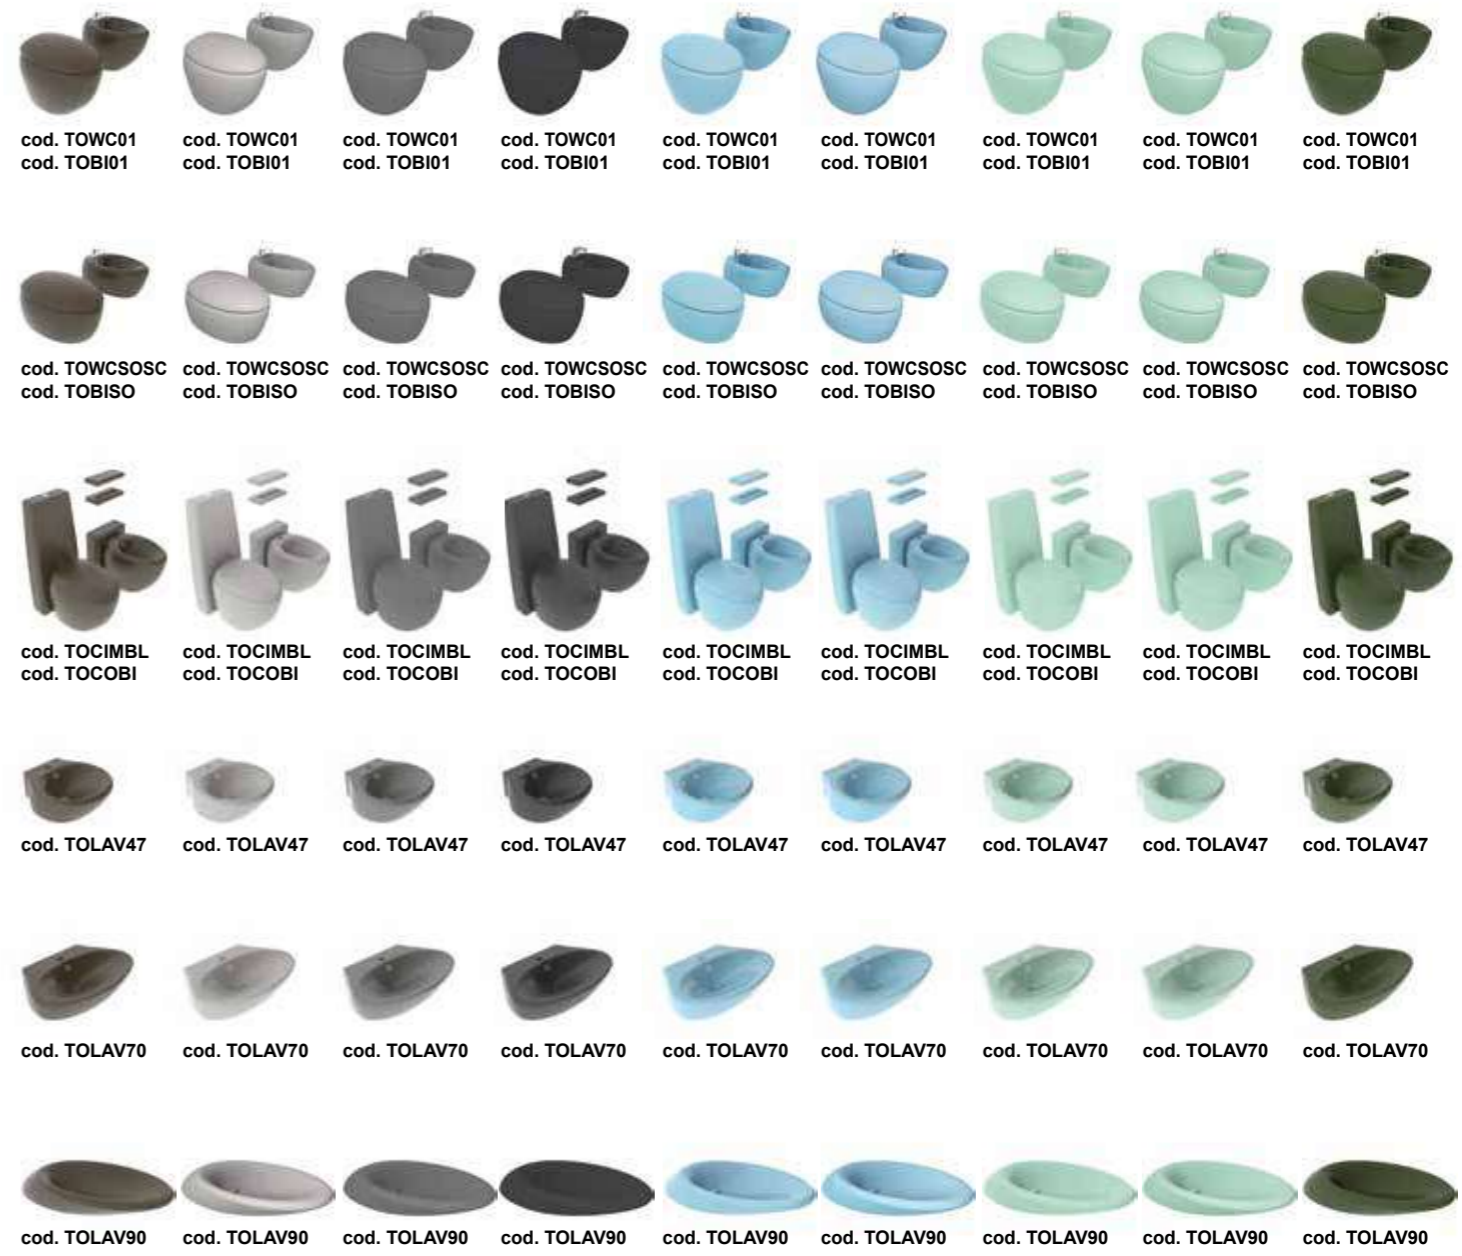 cod. TOWC01 cod. TOWC01 cod. TOWC01 cod. TOWC01 cod. TOWC01 cod. TOWC01 cod. TOWC01 cod. TOWC01 cod. TOWC01
cod. TOBI01 cod. TOBI01 cod. TOBI01 cod. TOBI01 cod. TOBI01 cod. TOBI01 cod. TOBI01 cod. TOBI01 cod. TOBI01
cod. TOWCSOSC cod. TOWCSOSC cod. TOWCSOSC cod. TOWCSOSC cod. TOWCSOSC cod. TOWCSOSC cod. TOWCSOSC cod. TOWCSOSC cod. TOWCSOSC
cod. TOBISO cod. TOBISO cod. TOBISO cod. TOBISO cod. TOBISO cod. TOBISO cod. TOBISO cod. TOBISO cod. TOBISO
cod. TOCIMBL cod. TOCIMBL cod. TOCIMBL cod. TOCIMBL cod. TOCIMBL cod. TOCIMBL cod. TOCIMBL cod. TOCIMBL cod. TOCIMBL
cod. TOCOBI cod. TOCOBI cod. TOCOBI cod. TOCOBI cod. TOCOBI cod. TOCOBI cod. TOCOBI cod. TOCOBI cod. TOCOBI
cod. TOLAV47 cod. TOLAV47 cod. TOLAV47 cod. TOLAV47 cod. TOLAV47 cod. TOLAV47 cod. TOLAV47 cod. TOLAV47 cod. TOLAV47
cod. TOLAV70 cod. TOLAV70 cod. TOLAV70 cod. TOLAV70 cod. TOLAV70 cod. TOLAV70 cod. TOLAV70 cod. TOLAV70 cod. TOLAV70
cod. TOLAV90 cod. TOLAV90 cod. TOLAV90 cod. TOLAV90 cod. TOLAV90 cod. TOLAV90 cod. TOLAV90 cod. TOLAV90 cod. TOLAV90